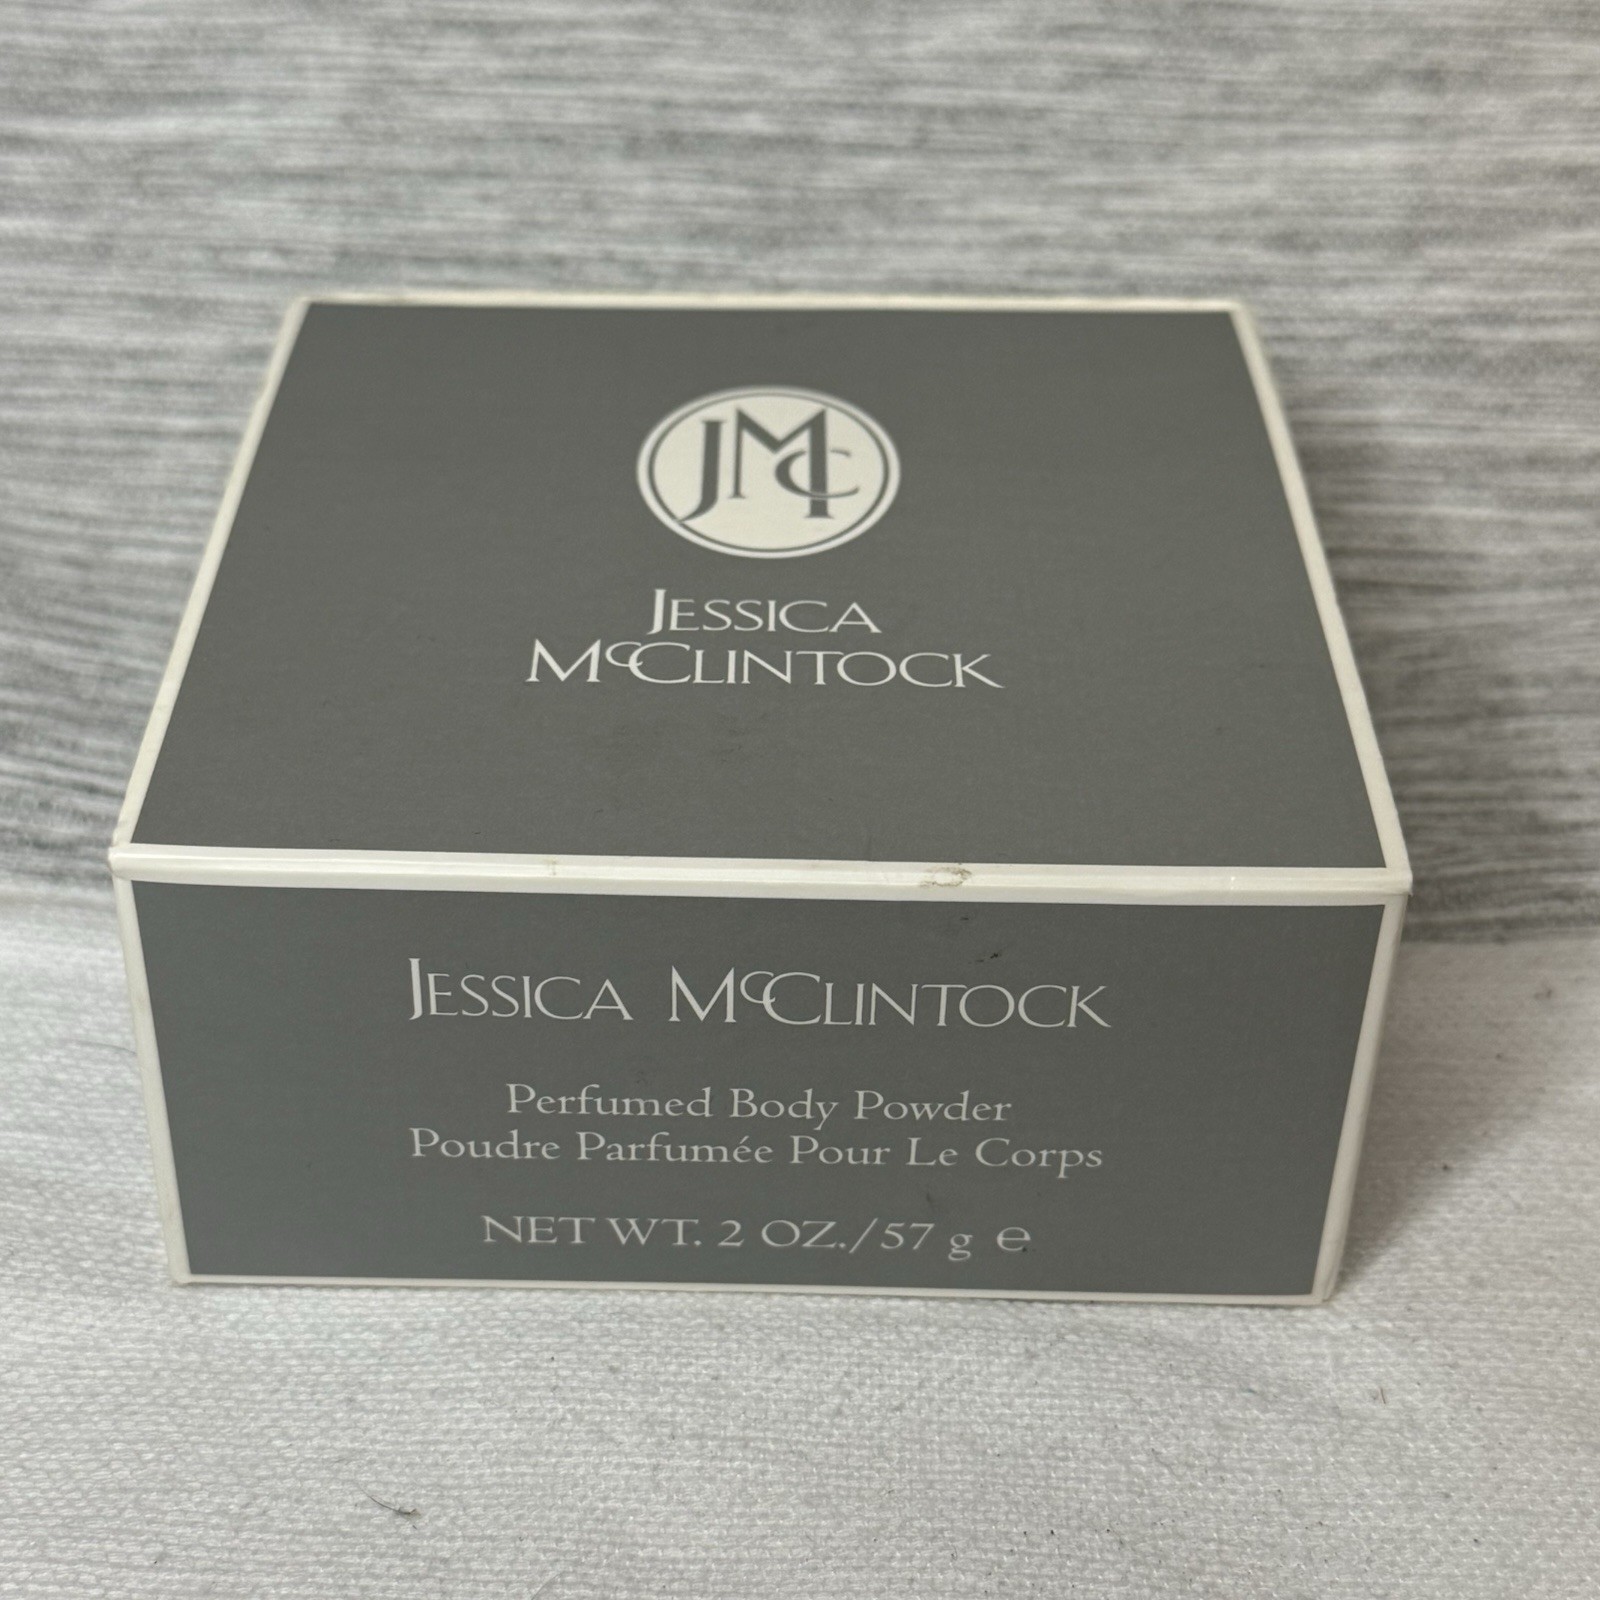 JMC
JESSICA
McCLINTOCK
JESSICA McCLINTOCK
Perfumed Body Powder
Poudre Parfumée Pour Le Corps
NET WT. 2 OZ./57 g ℮